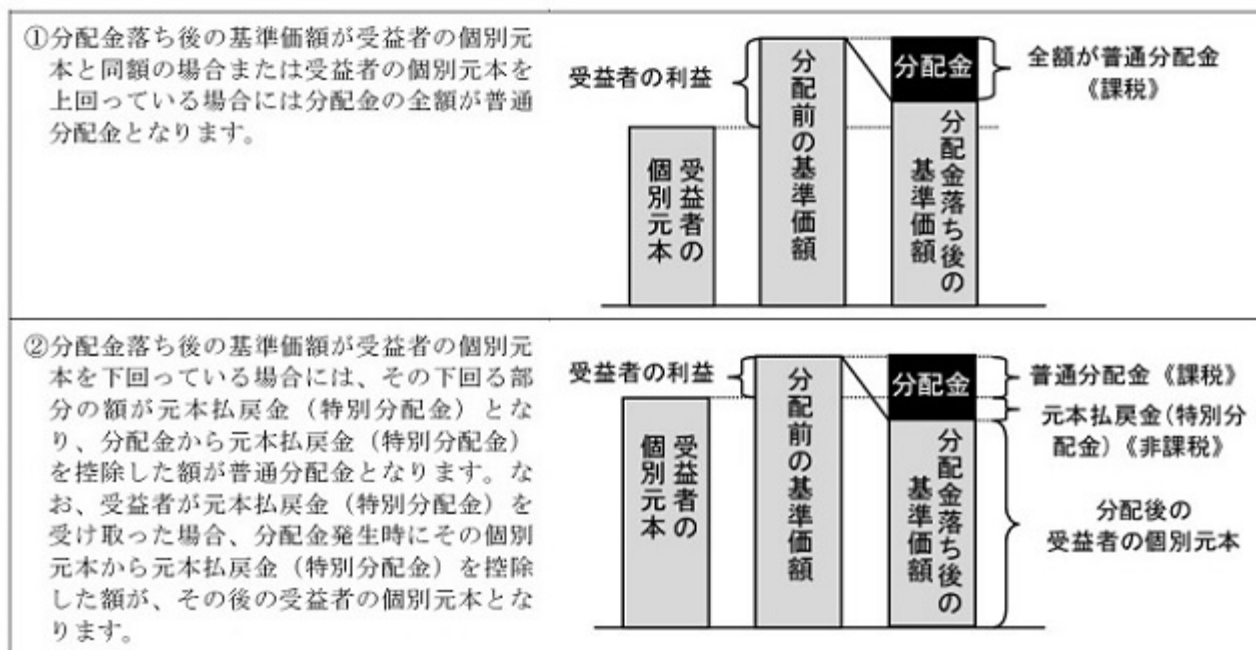 ①分配金落ち後の基準価額が受益者の個別元
本と同額の場合または受益者の個別元本を
上回っている場合には分配金の全額が普通
分配金となります。
受益者の利益
受益者の
個別元本
分配前の基準価額
分配金
分配金落ち後の
基準価額
全額が普通分配金
《課税》
②分配金落ち後の基準価額が受益者の個別元
本を下回っている場合には、その下回る部
分の額が元本払戻金（特別分配金）とな
り、分配金から元本払戻金（特別分配金）
を控除した額が普通分配金となります。な
お、受益者が元本払戻金（特別分配金）を
受け取った場合、分配金発生時にその個別
元本から元本払戻金（特別分配金）を控除
した額が、その後の受益者の個別元本とな
ります。
受益者の利益
受益者の
個別元本
分配前の基準価額
分配金
分配金落ち後の
基準価額
普通分配金《課税》
元本払戻金（特別分
配金）《非課税》
分配後の
受益者の個別元本